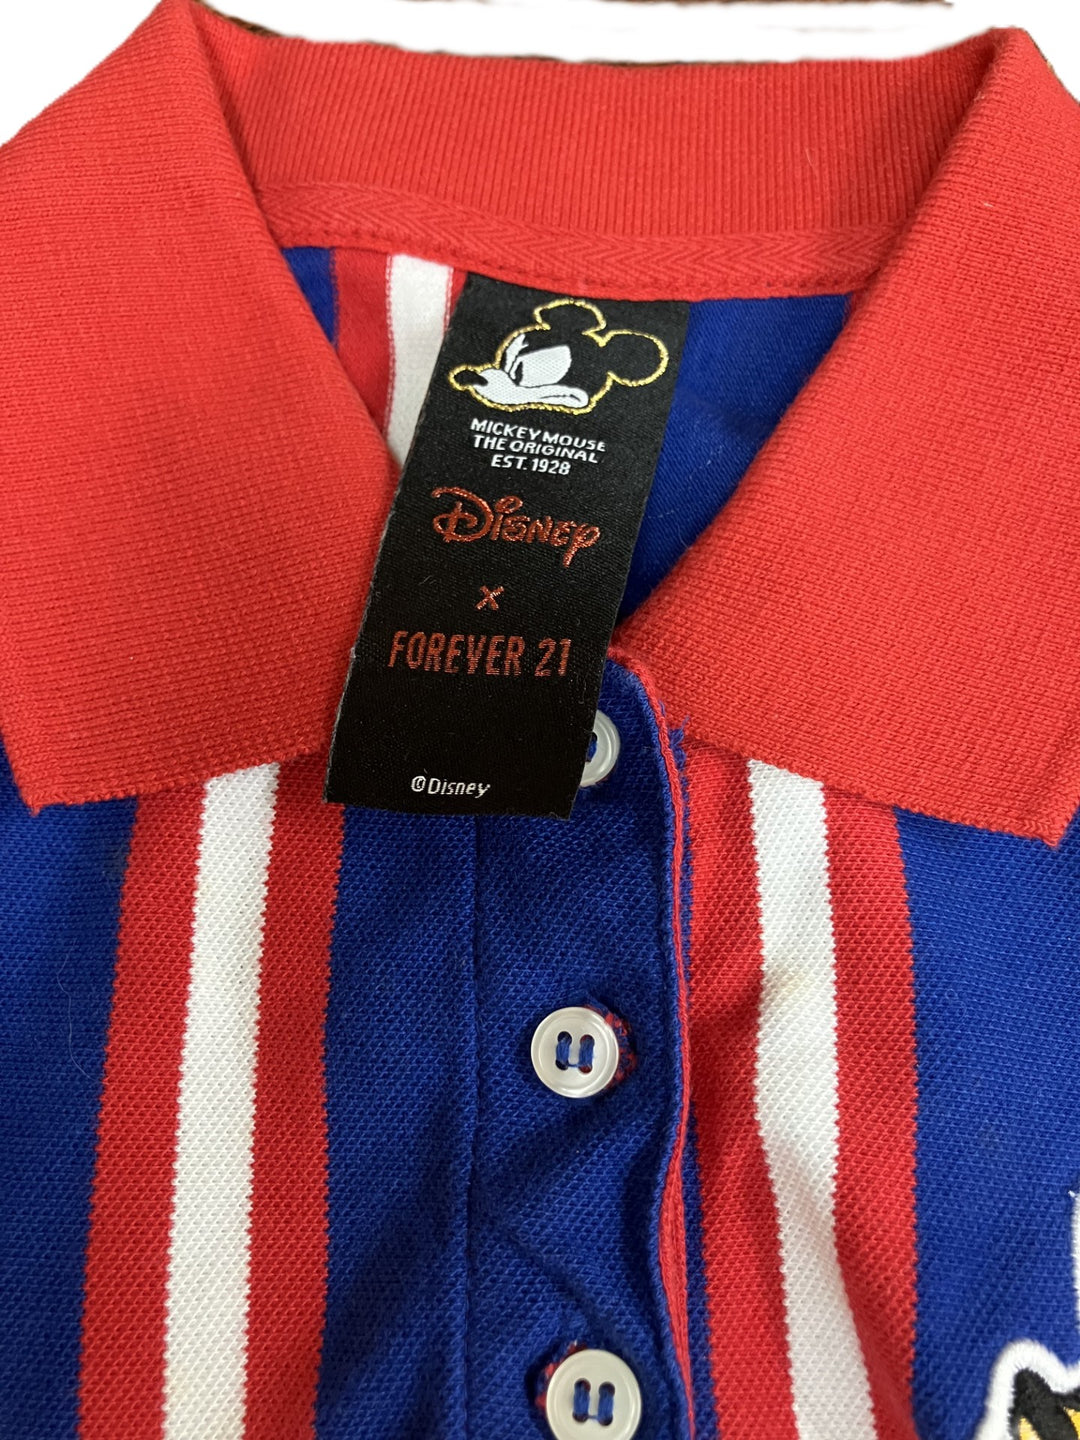 MICKEY MOUSE
THE ORIGINAL
EST. 1928
Disney
x
FOREVER 21
©Disney